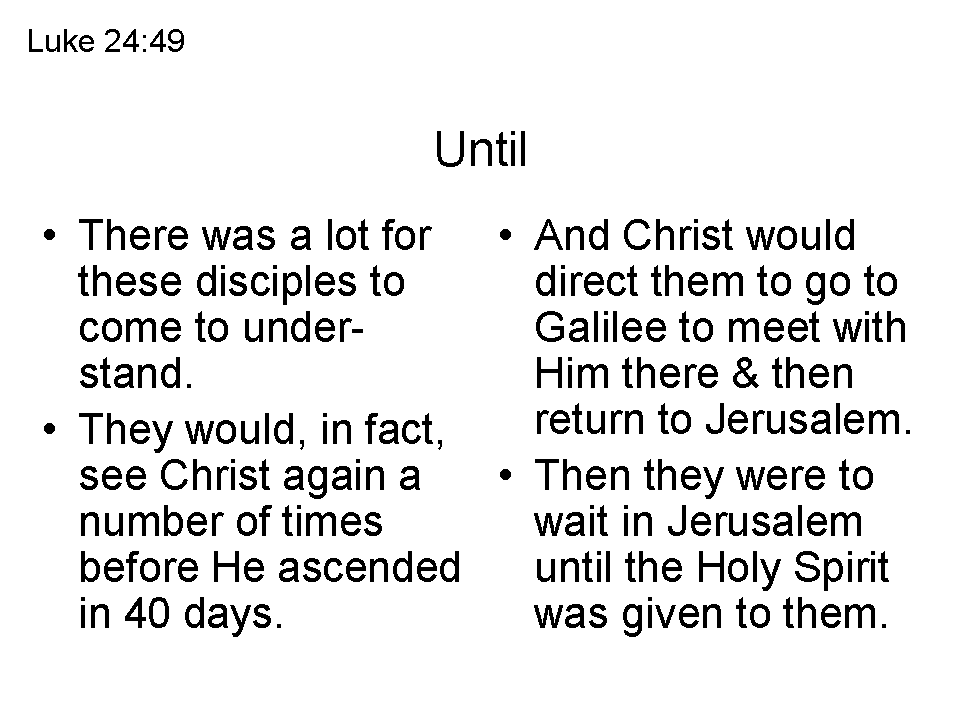 Luke 24:49
Until
• There was a lot for
these disciples to
come to under-
stand.
• They would, in fact,
see Christ again a
number of times
before He ascended
in 40 days.
• And Christ would
direct them to go to
Galilee to meet with
Him there & then
return to Jerusalem.
• Then they were to
wait in Jerusalem
until the Holy Spirit
was given to them.